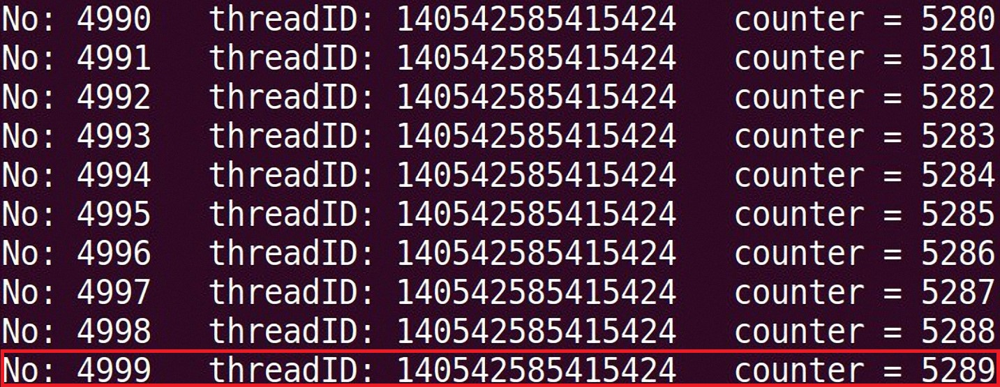 No: 4990   threadID: 140542585415424   counter = 5280
No: 4991   threadID: 140542585415424   counter = 5281
No: 4992   threadID: 140542585415424   counter = 5282
No: 4993   threadID: 140542585415424   counter = 5283
No: 4994   threadID: 140542585415424   counter = 5284
No: 4995   threadID: 140542585415424   counter = 5285
No: 4996   threadID: 140542585415424   counter = 5286
No: 4997   threadID: 140542585415424   counter = 5287
No: 4998   threadID: 140542585415424   counter = 5288
No: 4999   threadID: 140542585415424   counter = 5289